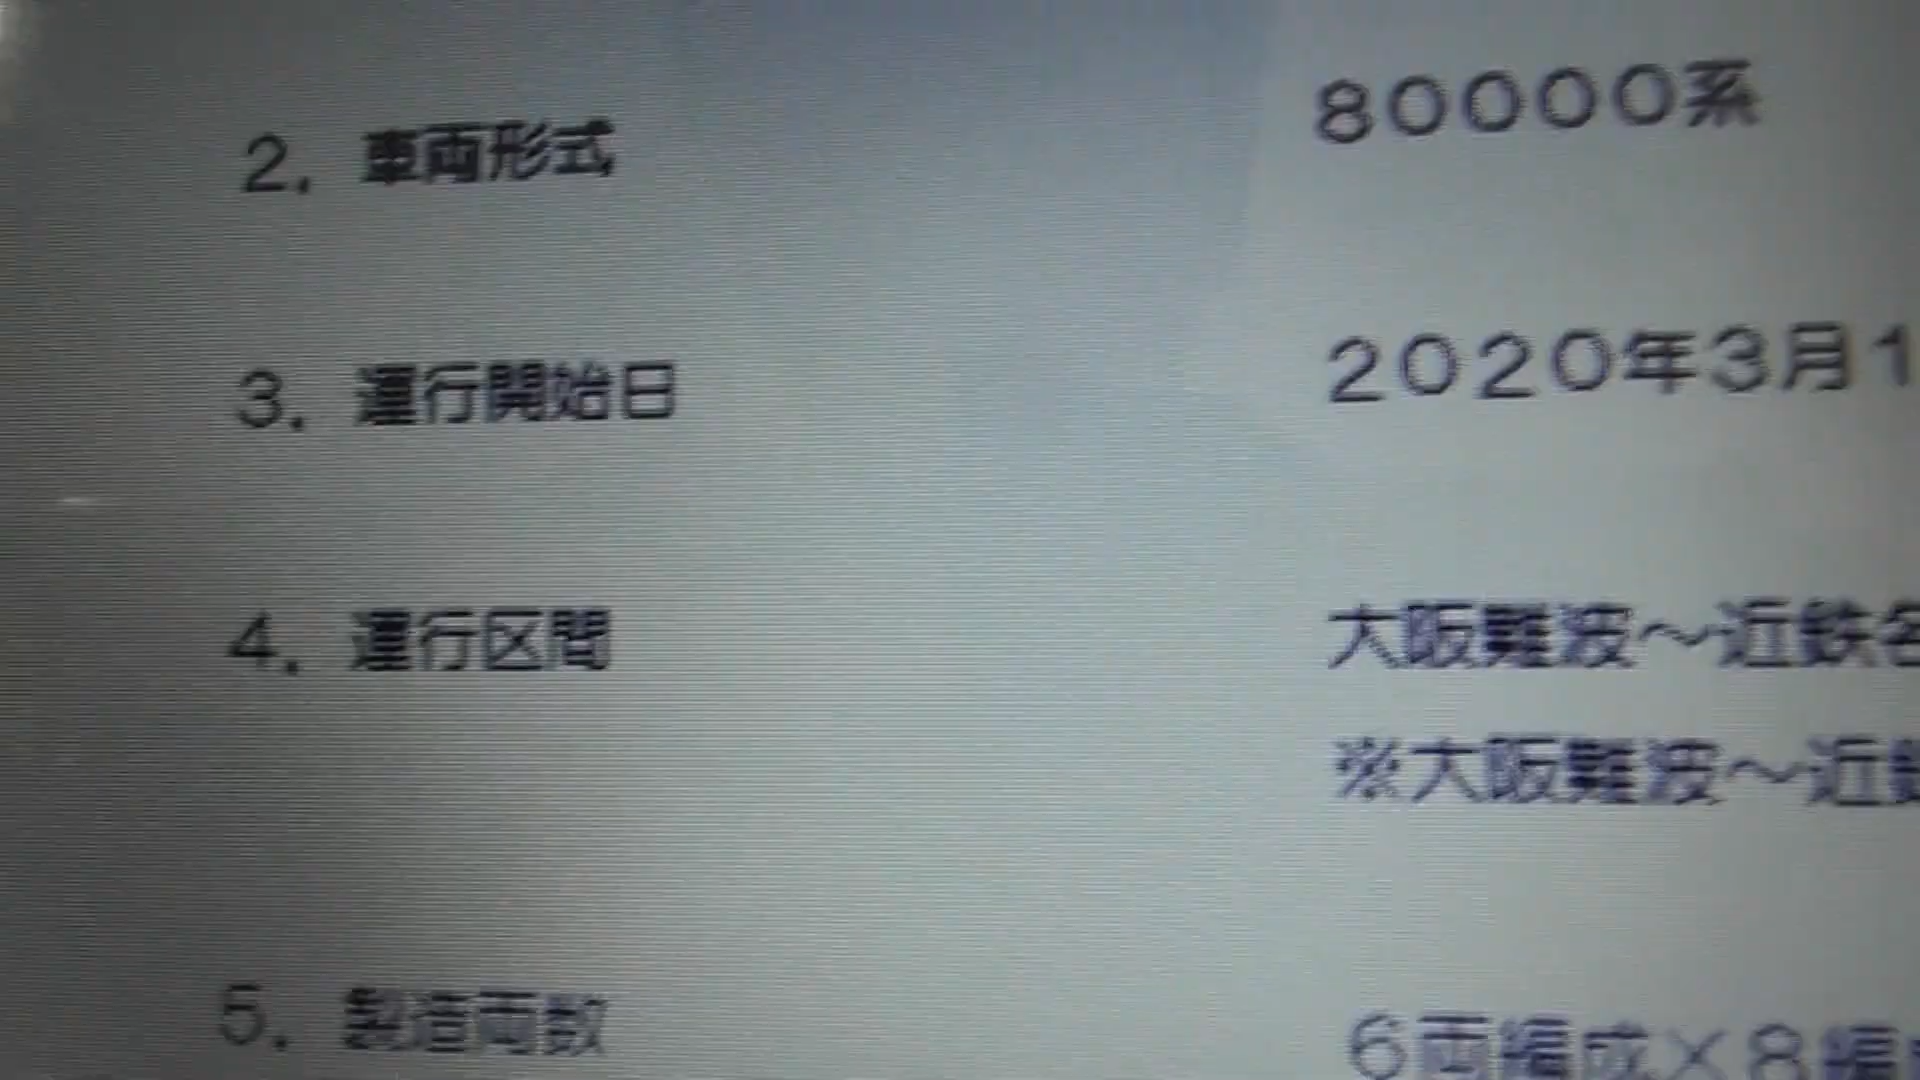 2．車両形式 80000系
3．運行開始日 2020年3月1
4．運行区間 大阪難波～近鉄名
※大阪難波～近鉄
5．製造両数 6両編成×8編